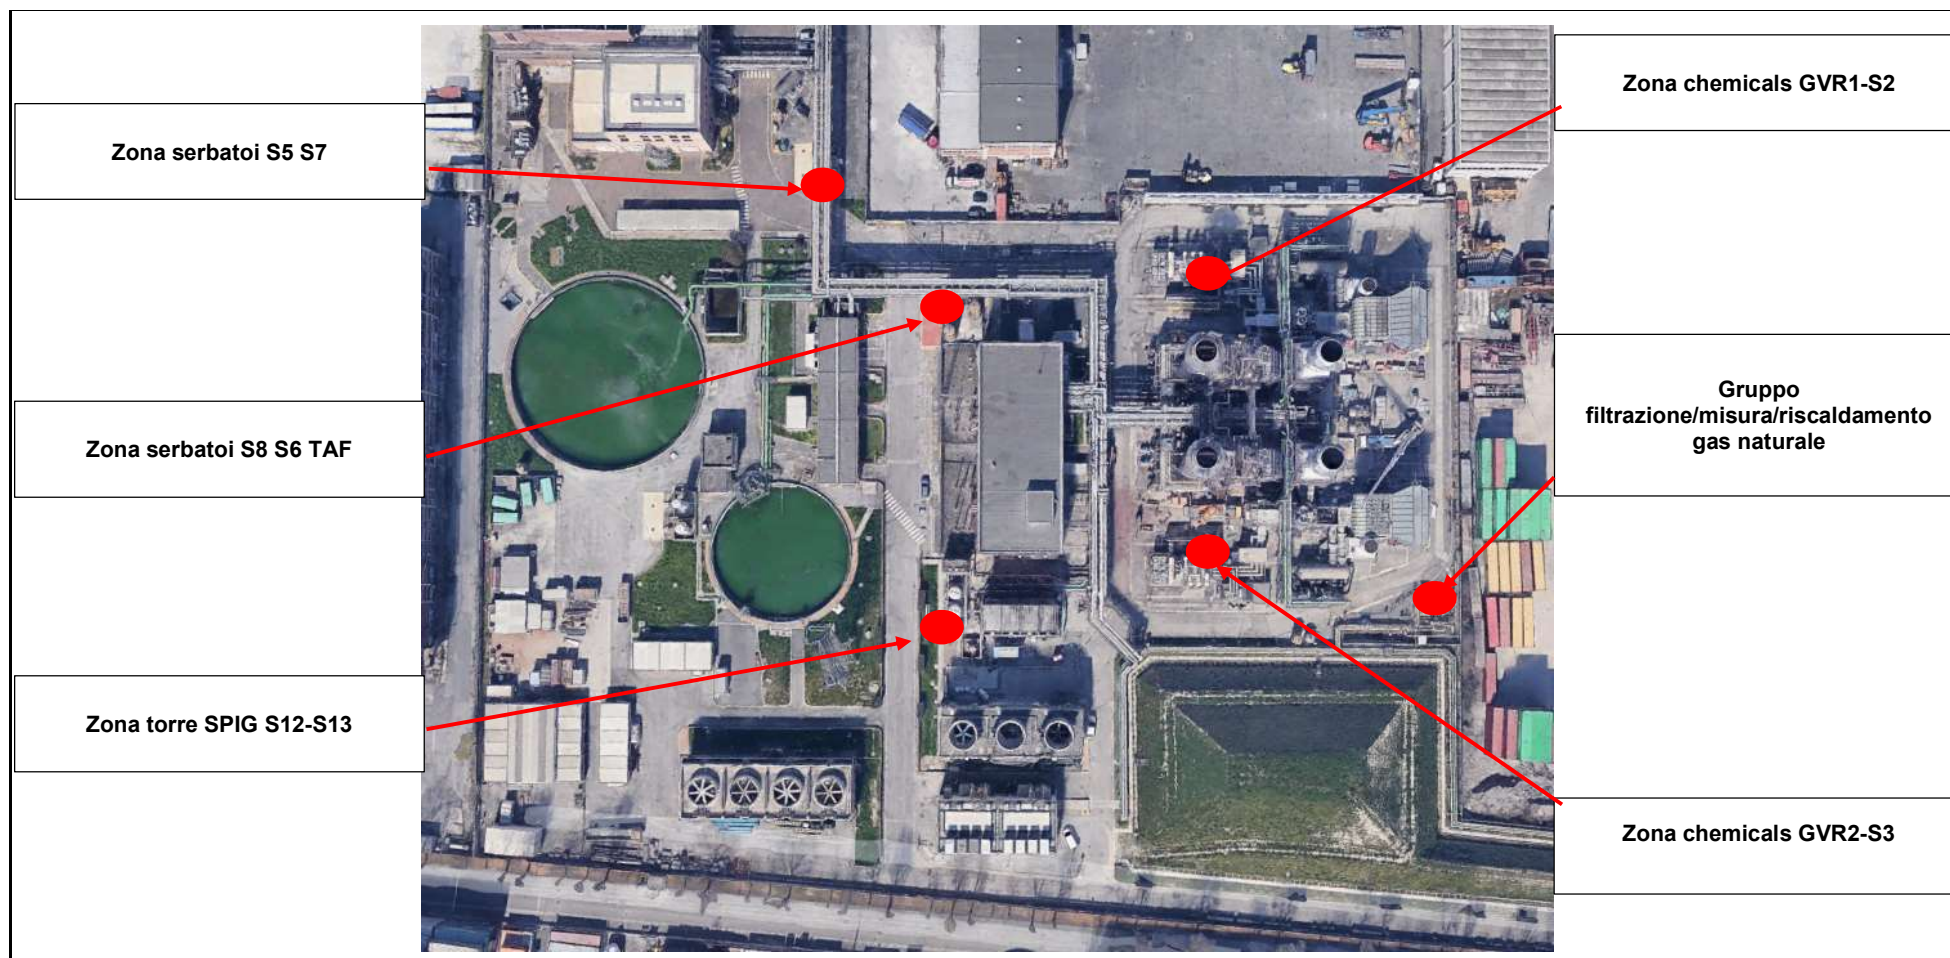 Zona serbatoi S5 S7
Zona serbatoi S8 S6 TAF
Zona torre SPIG S12-S13
Zona chemicals GVR1-S2
Gruppo
filtrazione/misura/riscaldamento
gas naturale
Zona chemicals GVR2-S3